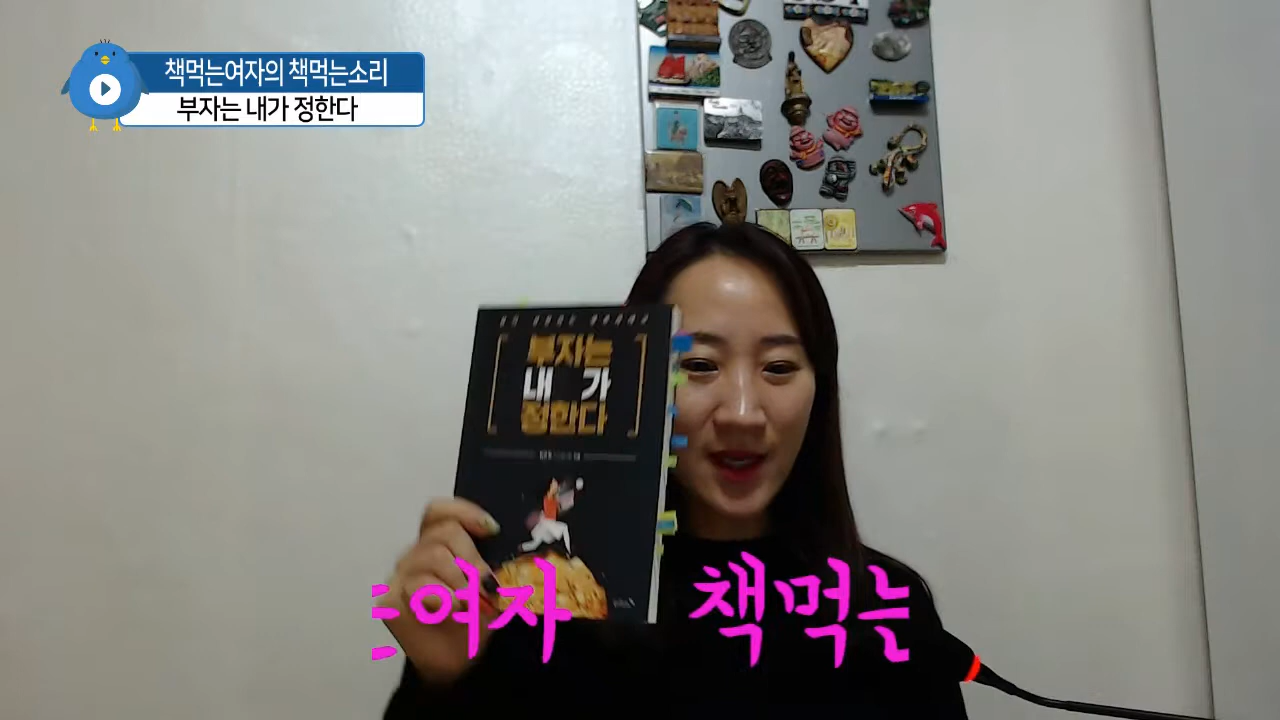 책먹는여자의 책먹는소리
부자는 내가 정한다
부자는
내가
정한다
는여자 책먹는